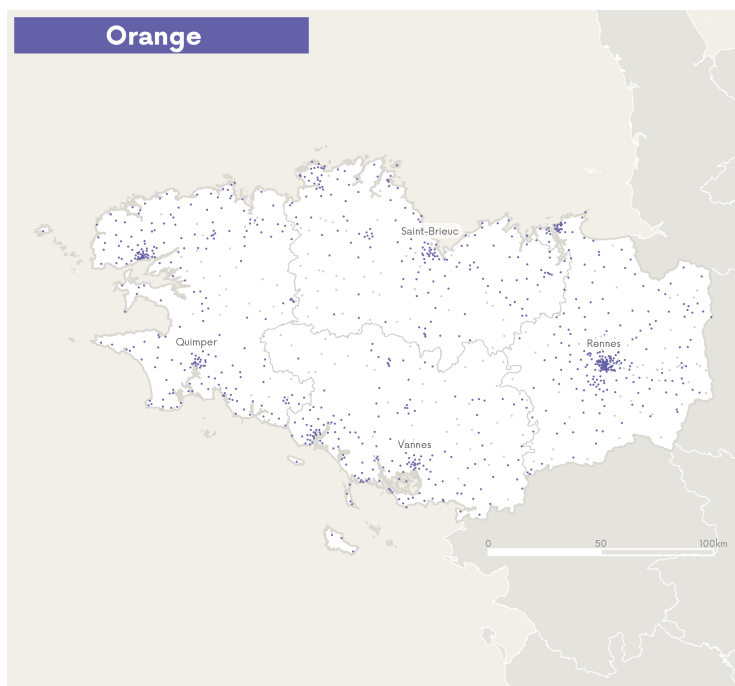 Orange
Saint-Brieuc
Quimper
Rennes
Vannes
0 50 100km